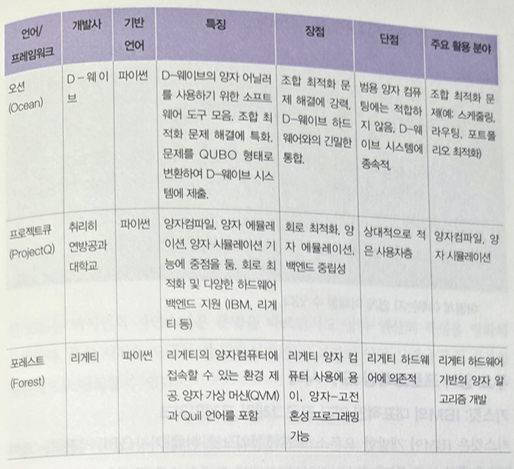 언어/
프레임워크
개발사
기반
언어
특징
장점
단점
주요 활용 분야
오션
(Ocean)
D-웨이
브
파이썬
D-웨이브의 양자 어닐러
를 사용하기 위한 소프트
웨어 도구 모음. 조합 최
적화 문제 해결에 특화.
문제를 QUBO 형태로
변환하여 D-웨이브 시스
템에 제출.
조합 최적화 문
제 해결에 강력,
D-웨이브 하드
웨어와의 긴밀한
통합.
범용 양자 컴퓨
팅에는 적합하
지 않음, D-웨
이브 시스템에
종속적.
조합 최적화 문
제(예: 스케줄링,
라우팅, 포트폴
리오 최적화)
프로젝트큐
(ProjectQ)
취리히
연방공과
대학교
파이썬
양자컴파일, 양자 에뮬레
이션, 양자 시뮬레이션 기
능에 중점을 둠. 회로 최
적화 및 다양한 하드웨어
백엔드 지원 (IBM, 리게
티 등)
회로 최적화, 양
자 에뮬레이션,
백엔드 중립성
상대적으로 적
은 사용자층
양자컴파일, 양
자 시뮬레이션
포레스트
(Forest)
리게티
파이썬
리게티의 양자컴퓨터에
접속할 수 있는 환경 제
공. 양자 가상 머신(QVM)
과 Quil 언어를 포함
리게티 양자 컴
퓨터 사용에 용
이, 양자-고전
혼성 프로그래밍
가능
리게티 하드웨
어에 의존적
리게티 하드웨어
기반의 양자 알
고리즘 개발